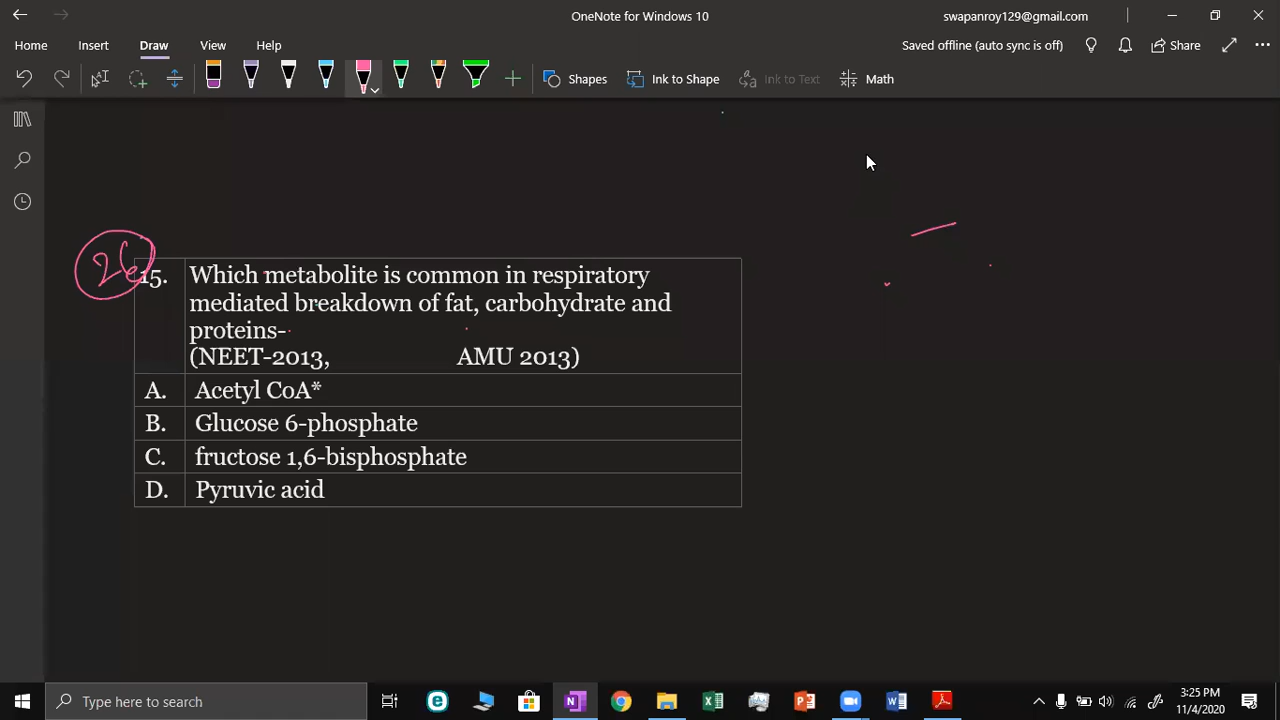 OneNote for Windows 10
swapanroy129@gmail.com
Home Insert Draw View Help
Saved offline (auto sync is off)
Share
Shapes
Ink to Shape
Ink to Text
Math
26
15. Which metabolite is common in respiratory
mediated breakdown of fat, carbohydrate and
proteins-
(NEET-2013, AMU 2013)
A. Acetyl CoA*
B. Glucose 6-phosphate
C. fructose 1,6-bisphosphate
D. Pyruvic acid
Type here to search
3:25 PM
11/4/2020